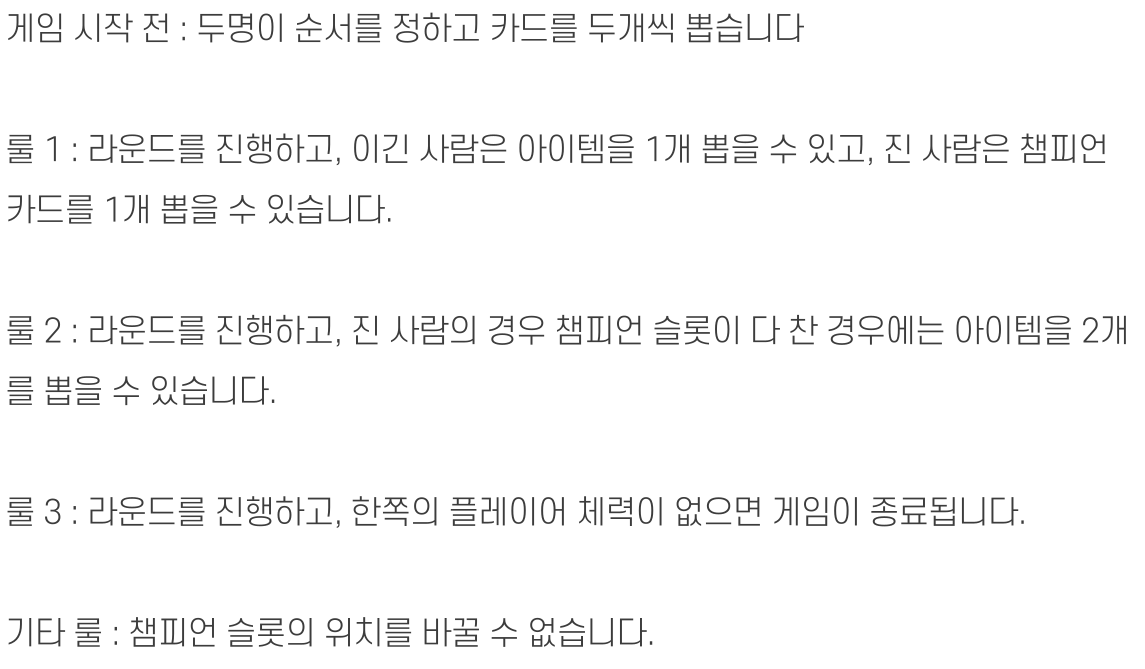 게임 시작 전 : 두명이 순서를 정하고 카드를 두개씩 뽑습니다
룰 1 : 라운드를 진행하고, 이긴 사람은 아이템을 1개 뽑을 수 있고, 진 사람은 챔피언
카드를 1개 뽑을 수 있습니다.
룰 2 : 라운드를 진행하고, 진 사람의 경우 챔피언 슬롯이 다 찬 경우에는 아이템을 2개
를 뽑을 수 있습니다.
룰 3 : 라운드를 진행하고, 한쪽의 플레이어 체력이 없으면 게임이 종료됩니다.
기타 룰 : 챔피언 슬롯의 위치를 바꿀 수 없습니다.